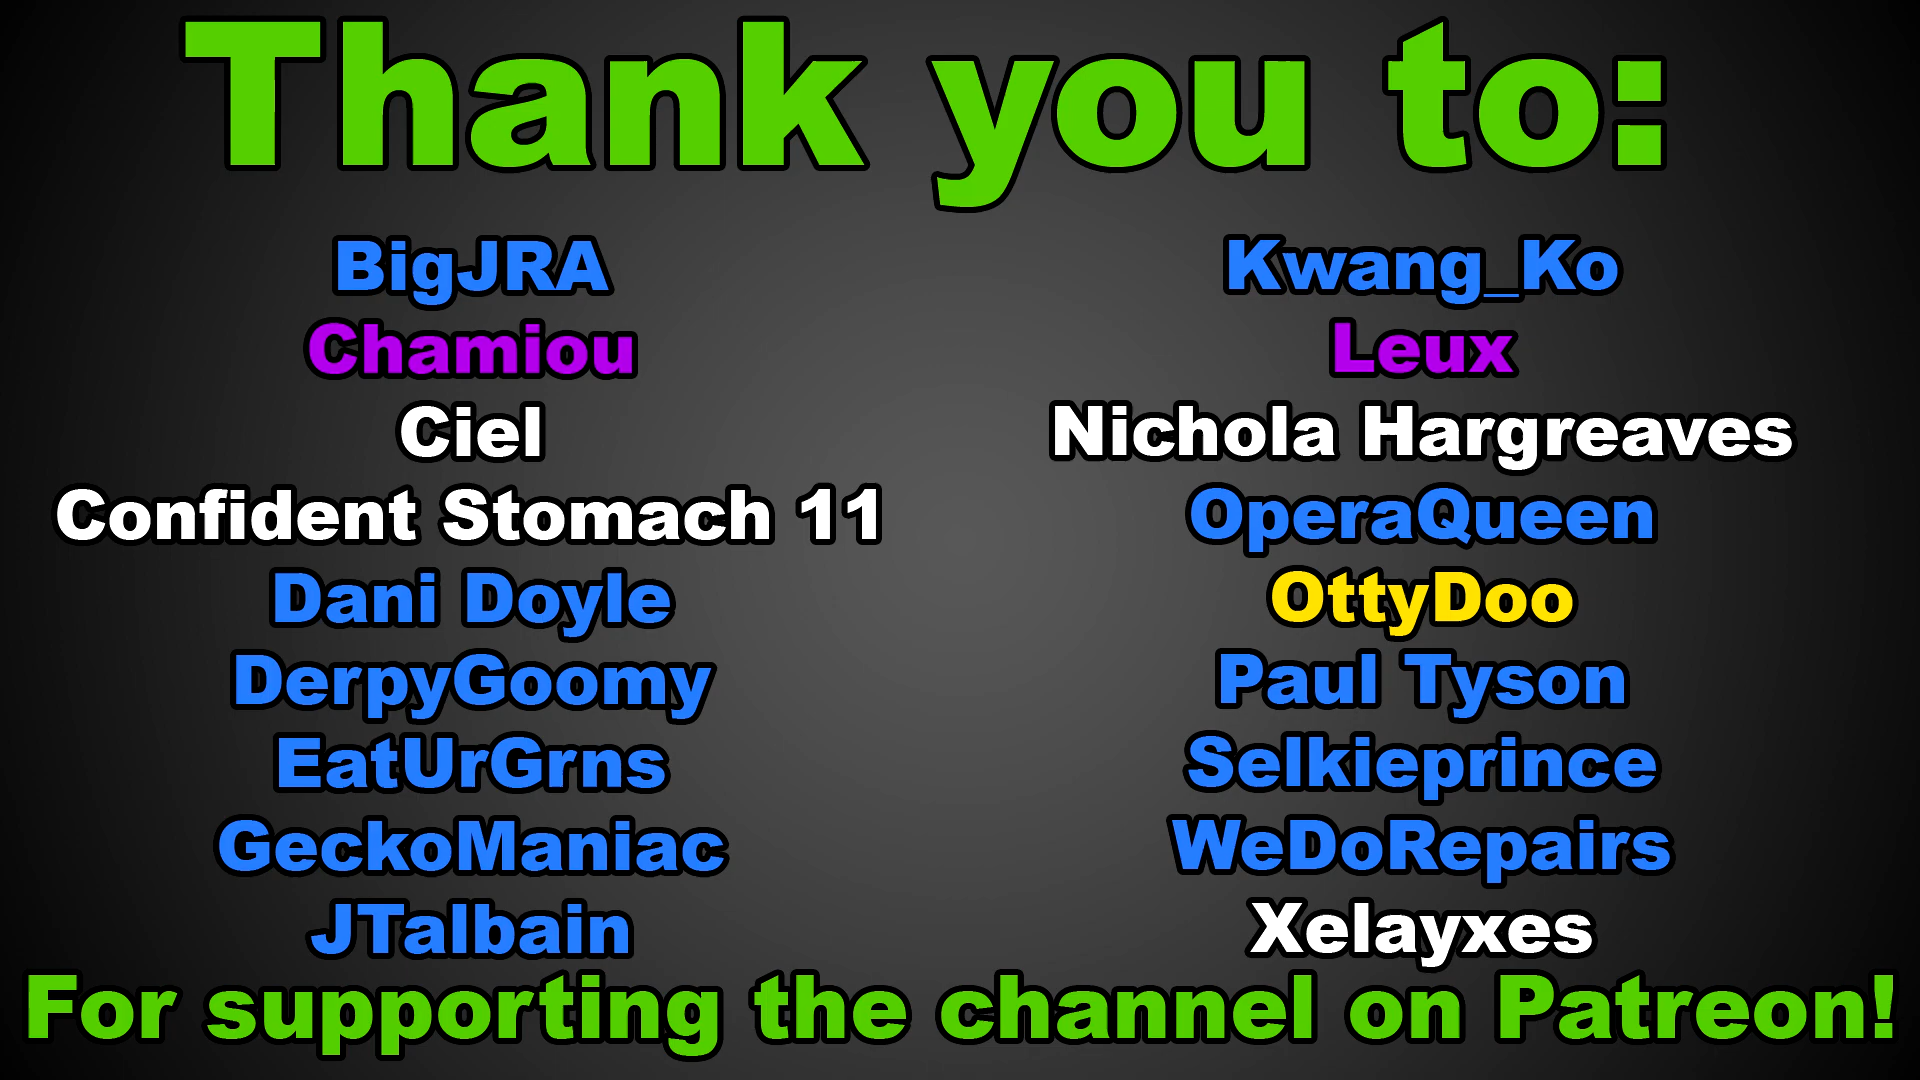 Thank you to:
BigJRA
Chamiou
Ciel
Confident Stomach 11
Dani Doyle
DerpyGoomy
EatUrGrns
GeckoManiac
JTalbain
Kwang_Ko
Leux
Nichola Hargreaves
OperaQueen
OttyDoo
Paul Tyson
Selkieprince
WeDoRepairs
Xelayxes
For supporting the channel on Patreon!